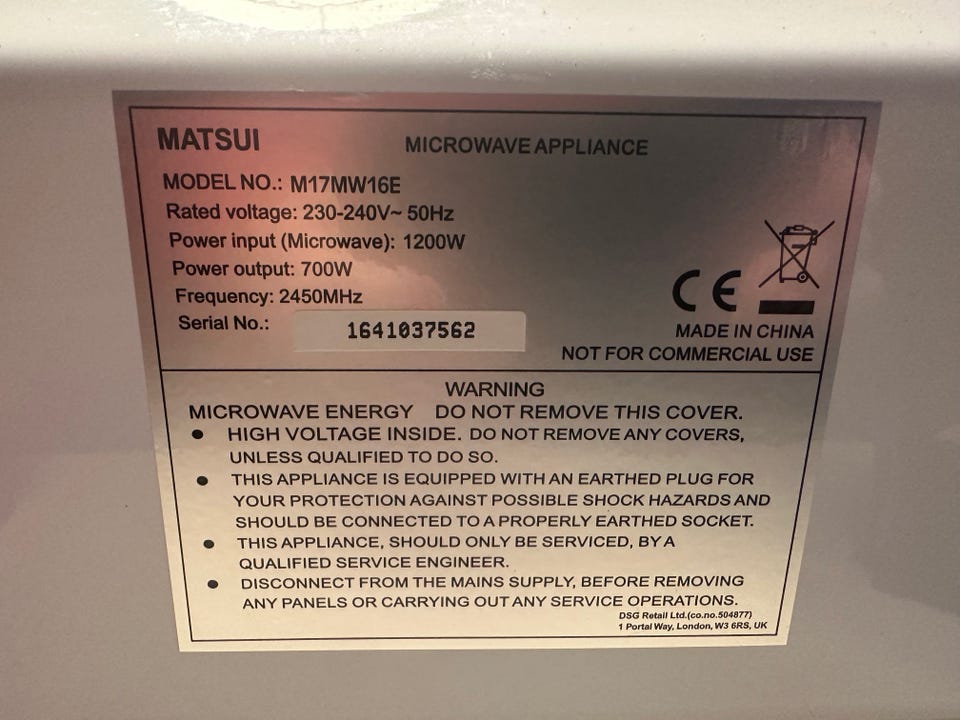 MATSUI MICROWAVE APPLIANCE
MODEL NO.: M17MW16E
Rated voltage: 230-240V~ 50Hz
Power input (Microwave): 1200W
Power output: 700W
Frequency: 2450MHz
Serial No.: 1641037562
CE
MADE IN CHINA
NOT FOR COMMERCIAL USE
WARNING
MICROWAVE ENERGY DO NOT REMOVE THIS COVER.
● HIGH VOLTAGE INSIDE. DO NOT REMOVE ANY COVERS,
UNLESS QUALIFIED TO DO SO.
● THIS APPLIANCE IS EQUIPPED WITH AN EARTHED PLUG FOR
YOUR PROTECTION AGAINST POSSIBLE SHOCK HAZARDS AND
SHOULD BE CONNECTED TO A PROPERLY EARTHED SOCKET.
● THIS APPLIANCE, SHOULD ONLY BE SERVICED, BY A
QUALIFIED SERVICE ENGINEER.
● DISCONNECT FROM THE MAINS SUPPLY, BEFORE REMOVING
ANY PANELS OR CARRYING OUT ANY SERVICE OPERATIONS.
DSG Retail Ltd.(co.no.504877)
1 Portal Way, London, W3 6RS, UK